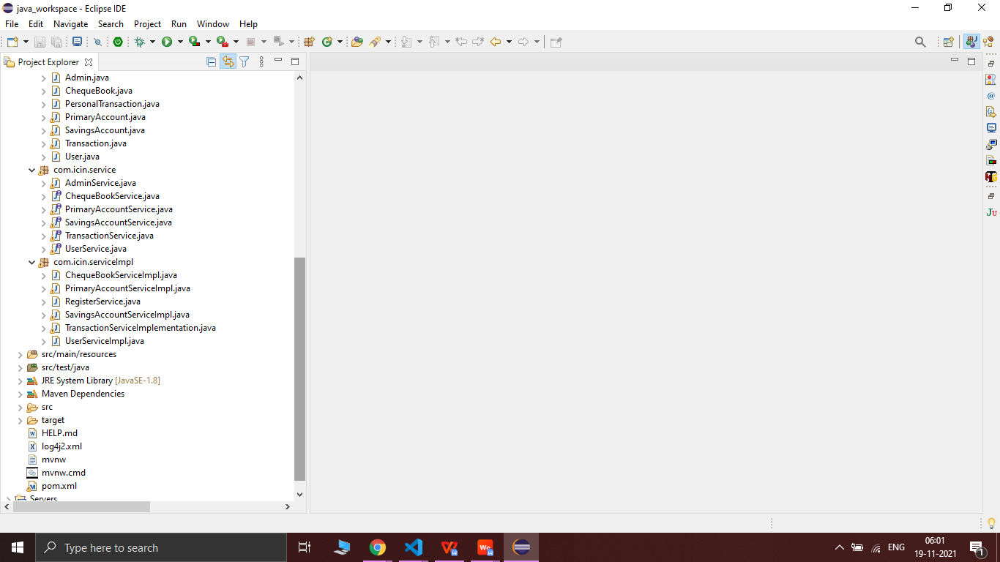 java_workspace - Eclipse IDE
File Edit Navigate Search Project Run Window Help
Project Explorer
Admin.java
ChequeBook.java
PersonalTransaction.java
PrimaryAccount.java
SavingsAccount.java
Transaction.java
User.java
com.icin.service
AdminService.java
ChequeBookService.java
PrimaryAccountService.java
SavingsAccountService.java
TransactionService.java
UserService.java
com.icin.serviceImpl
ChequeBookServiceImpl.java
PrimaryAccountServiceImpl.java
RegisterService.java
SavingsAccountServiceImpl.java
TransactionServiceImplementation.java
UserServiceImpl.java
src/main/resources
src/test/java
JRE System Library [JavaSE-1.8]
Maven Dependencies
src
target
HELP.md
log4j2.xml
mvnw
mvnw.cmd
pom.xml
Servers
Type here to search
ENG
06:01
19-11-2021
1